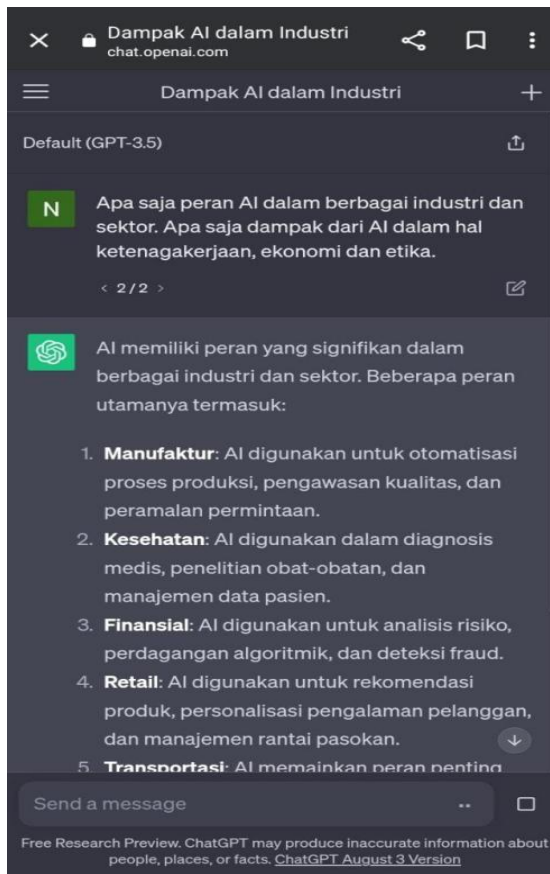 Dampak AI dalam Industri
chat.openai.com
Dampak AI dalam Industri
Default (GPT-3.5)
N
Apa saja peran AI dalam berbagai industri dan
sektor. Apa saja dampak dari AI dalam hal
ketenagakerjaan, ekonomi dan etika.
< 2/2 >
AI memiliki peran yang signifikan dalam
berbagai industri dan sektor. Beberapa peran
utamanya termasuk:
1. Manufaktur: AI digunakan untuk otomatisasi
proses produksi, pengawasan kualitas, dan
peramalan permintaan.
2. Kesehatan: AI digunakan dalam diagnosis
medis, penelitian obat-obatan, dan
manajemen data pasien.
3. Finansial: AI digunakan untuk analisis risiko,
perdagangan algoritmik, dan deteksi fraud.
4. Retail: AI digunakan untuk rekomendasi
produk, personalisasi pengalaman pelanggan,
dan manajemen rantai pasokan.
5. Transportasi: AI memainkan peran penting
Send a message
Free Research Preview. ChatGPT may produce inaccurate information about
people, places, or facts. ChatGPT August 3 Version